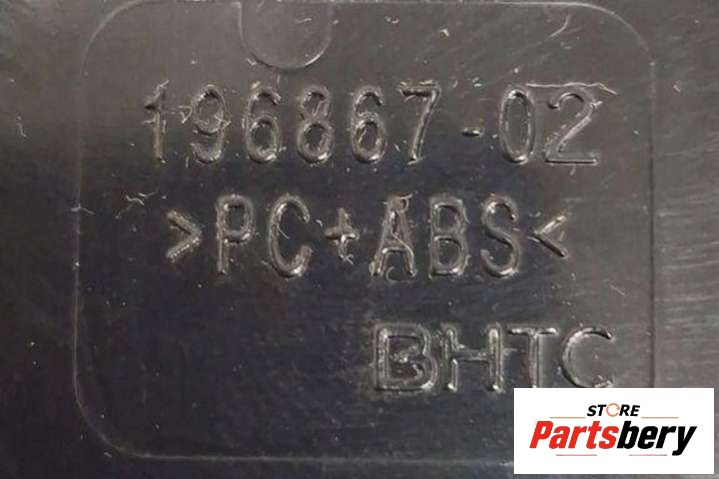 196867-02
>PC+ABS<
BHTC
STORE
Partsbery